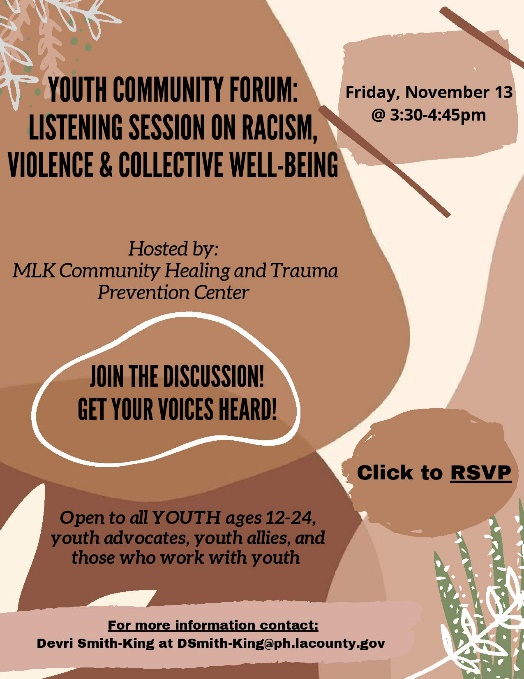 YOUTH COMMUNITY FORUM:
LISTENING SESSION ON RACISM,
VIOLENCE & COLLECTIVE WELL-BEING
Friday, November 13
@ 3:30-4:45pm
Hosted by:
MLK Community Healing and Trauma
Prevention Center
JOIN THE DISCUSSION!
GET YOUR VOICES HEARD!
Click to RSVP
Open to all YOUTH ages 12-24,
youth advocates, youth allies, and
those who work with youth
For more information contact:
Devri Smith-King at DSmith-King@ph.lacounty.gov